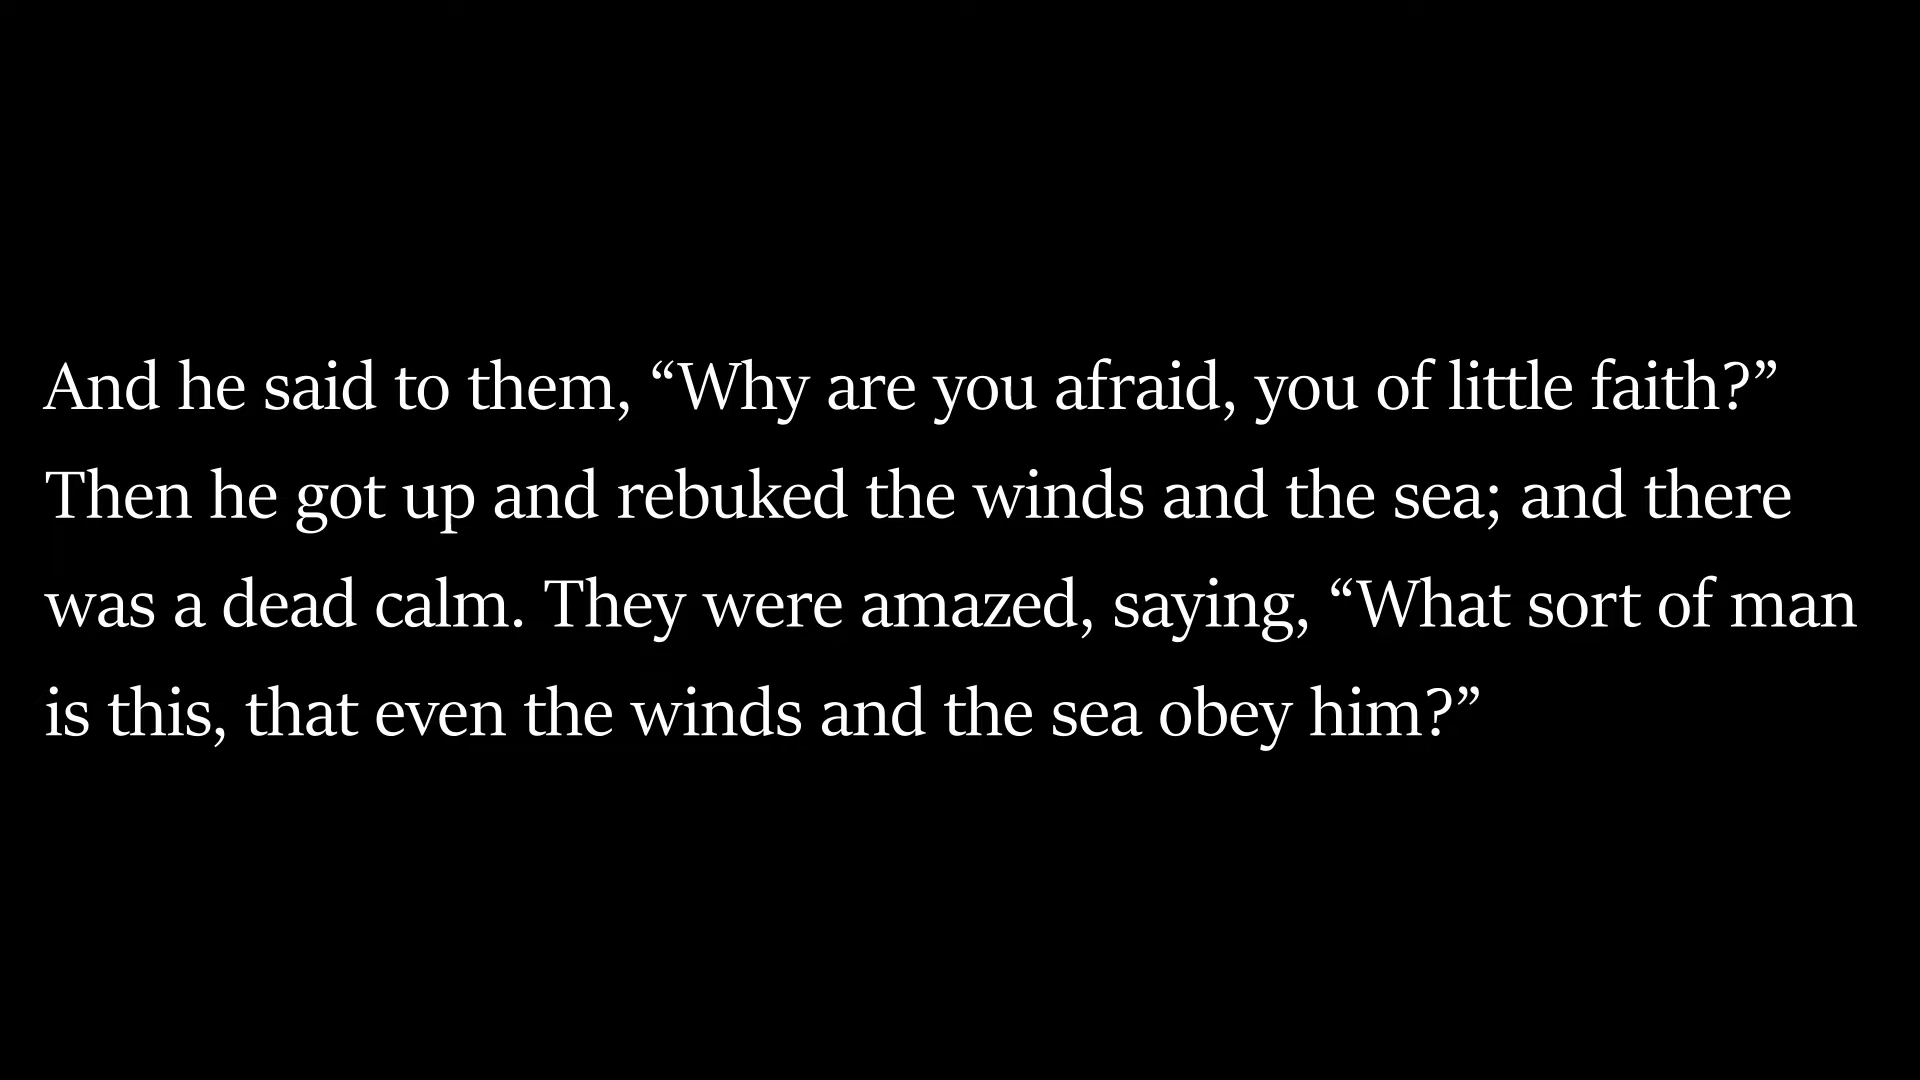 And he said to them, “Why are you afraid, you of little faith?”
Then he got up and rebuked the winds and the sea; and there
was a dead calm. They were amazed, saying, “What sort of man
is this, that even the winds and the sea obey him?”